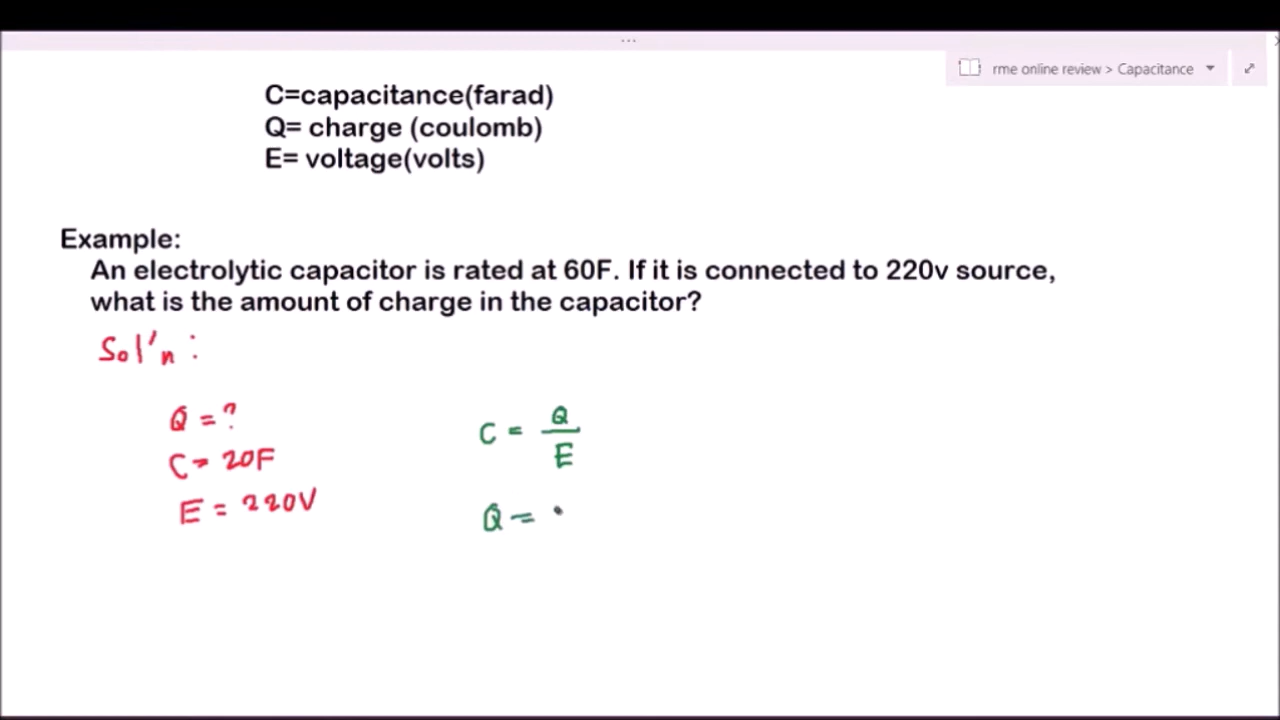 ...
rme online review > Capacitance
C=capacitance(farad)
Q= charge (coulomb)
E= voltage(volts)
Example:
An electrolytic capacitor is rated at 60F. If it is connected to 220v source,
what is the amount of charge in the capacitor?
Sol'n :
Q = ?
C = 20F
E = 220V
C = Q
E
Q =